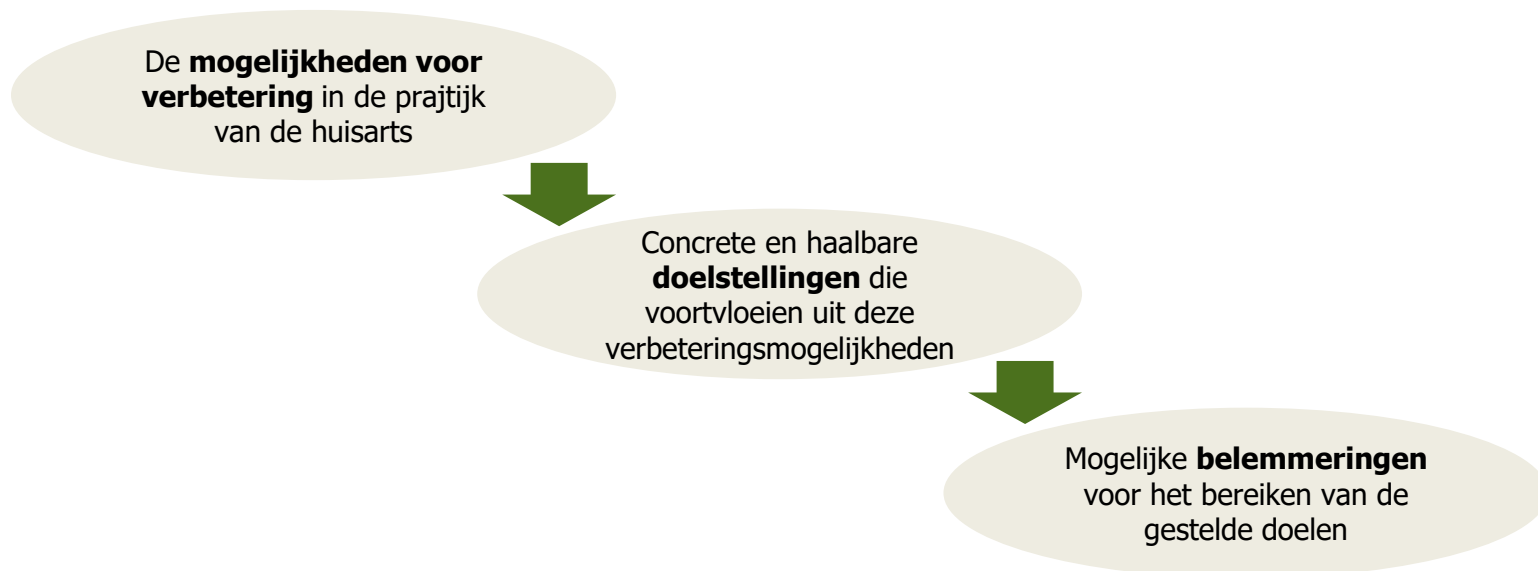 De mogelijkheden voor
verbetering in de prajtijk
van de huisarts
Concrete en haalbare
doelstellingen die
voortvloeien uit deze
verbeteringsmogelijkheden
Mogelijke belemmeringen
voor het bereiken van de
gestelde doelen